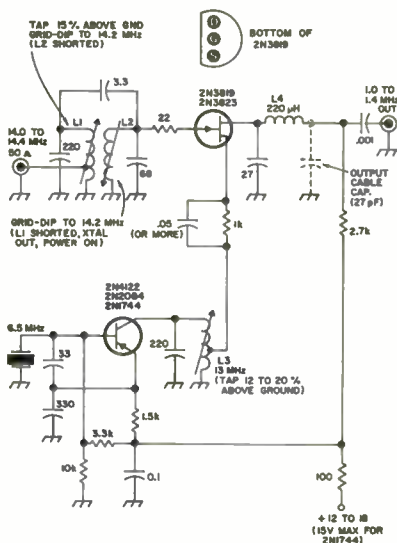 TAP 15% ABOVE GND
GRID-DIP TO 14.2 MHz
(L2 SHORTED)
BOTTOM OF
2N3819
3.3
2N3819
2N3823
L4
220 µH
1.0 TO
1.4 MHz
OUT
14.0 TO
14.4 MHz
50 Ω
L1
L2
22
220
68
27
.001
OUTPUT
CABLE
CAP.
(27 pF)
GRID-DIP TO 14.2 MHz
(L1 SHORTED, XTAL
OUT, POWER ON)
.05
(OR MORE)
1k
2.7k
2N4122
2N2084
2N1744
6.5 MHz
33
220
L3
13 MHz
(TAP 12 TO 20 %
ABOVE GROUND)
330
1.5k
3.3k
10k
0.1
100
+ 12 TO 18
(15V MAX FOR
2N1744)